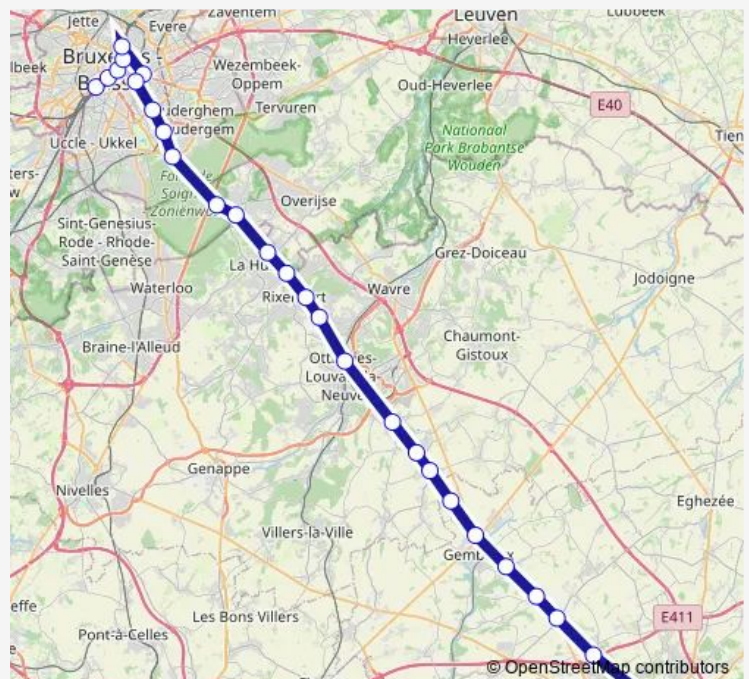 Jette
Evere
Zaventem
Leuven
Lubbeek
Heverlee
Wezembeek-
Oppem
Oud-Heverlee
E40
Tervuren
Uccle - Ukkel
Nationaal
Park Brabantse
Wouden
Tien
Overijse
Sint-Genesius-
Rode - Rhode-
Saint-Genèse
Grez-Doiceau
Waterloo
Wavre
Jodoigne
Braine-l'Alleud
Chaumont-
Gistoux
Genappe
Nivelles
Eghezée
Villers-la-Ville
Les Bons Villers
E411
Pont-à-Celles
© OpenStreetMap contributors